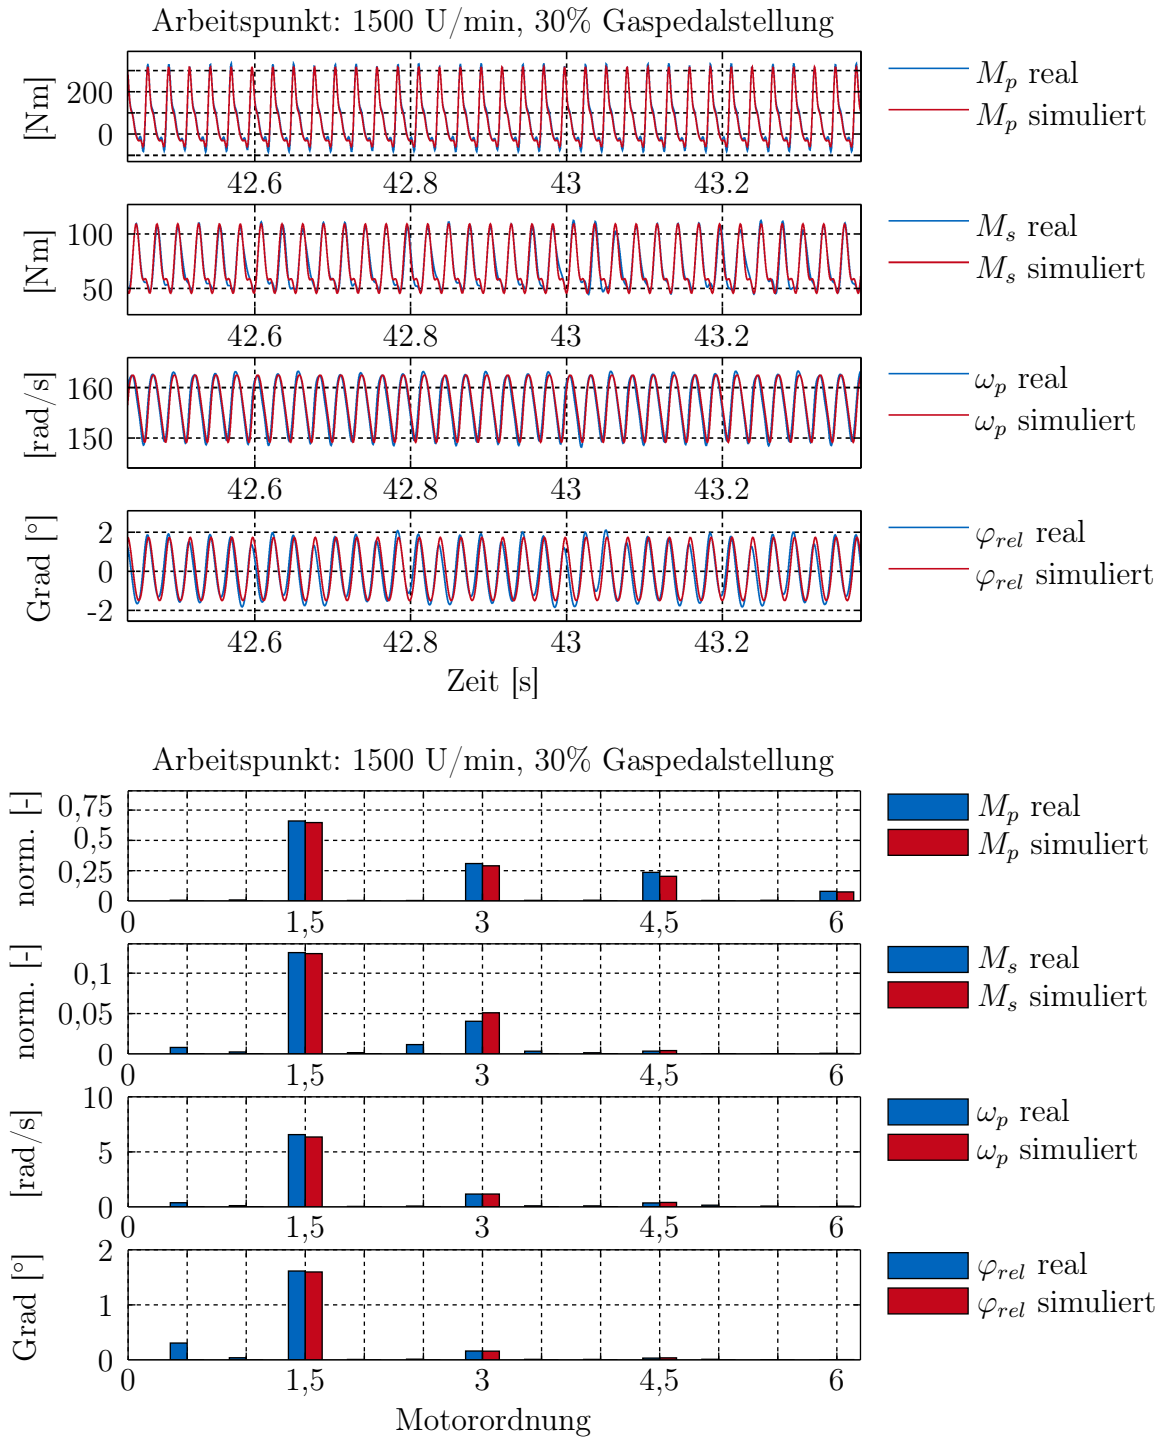 Arbeitspunkt: 1500 U/min, 30% Gaspedalstellung
[Nm]
200
0
42.6 42.8 43 43.2
M_p real
M_p simuliert
[Nm]
100
50
42.6 42.8 43 43.2
M_s real
M_s simuliert
[rad/s]
160
150
42.6 42.8 43 43.2
ω_p real
ω_p simuliert
Grad [°]
2
0
-2
42.6 42.8 43 43.2
φ_rel real
φ_rel simuliert
Zeit [s]
Arbeitspunkt: 1500 U/min, 30% Gaspedalstellung
norm. [-]
0,75
0,5
0,25
0
0 1,5 3 4,5 6
M_p real
M_p simuliert
norm. [-]
0,1
0,05
0
0 1,5 3 4,5 6
M_s real
M_s simuliert
[rad/s]
10
5
0
0 1,5 3 4,5 6
ω_p real
ω_p simuliert
Grad [°]
2
1
0
0 1,5 3 4,5 6
φ_rel real
φ_rel simuliert
Motorordnung